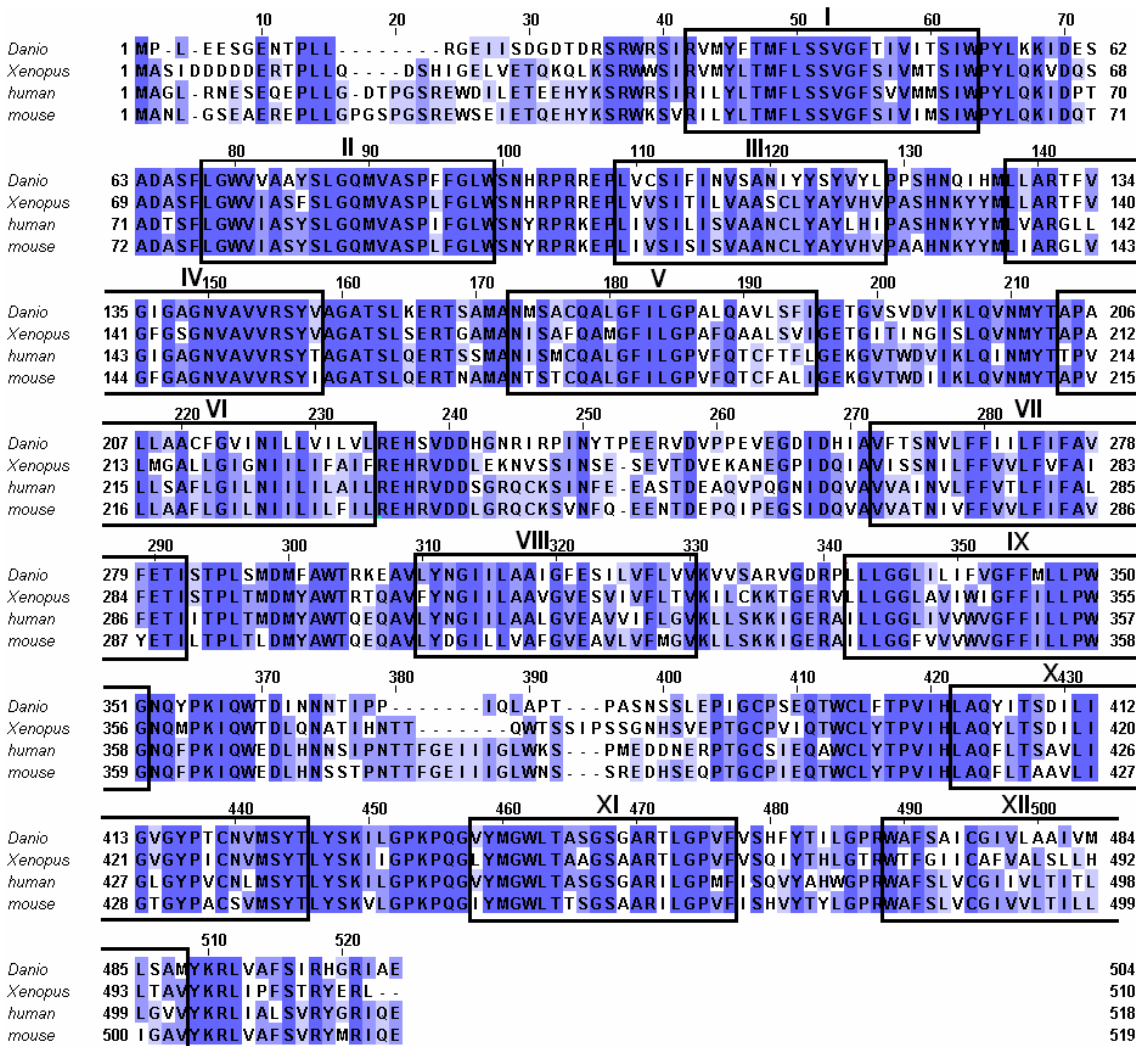 I
10 20 30 40 50 60 70
Danio 1 MP-L-EESGENTPLL--------RGEIISDGDTDRSRWRSIRVMYFTMFLSSVGFTIVITSIWPYLKKIDES 62
Xenopus 1 MASIDDDDDERTPLLQ----DSHIGELVETQKQLKSRWWSIRVMYLTMFLSSVGFSIVMTSIWPYLQKVDQS 68
human 1 MAGL-RNESEQEPLLG-DTPGSREWDILETEEHYKSRWRSIRILYLTMFLSSVGFSVVMMSIWPYLQKIDPT 70
mouse 1 MANL-GSEAEREPLLGPGSPGSREWSEIETQEHYKSRWKSVRILYLTMFLSSVGFSIVIMSIWPYLQKIDQT 71
II III
80 90 100 110 120 130 140
Danio 63 ADASFLGWVVAAYSLGQMVASPFFGLWSNHRPRREPLVCSIFINVSANIYYSYVYLPPSHNQIHMLLARTFV 134
Xenopus 69 ADASFLGWVIASFSLGQMVASPLFGLWSNHRPRREPLVVSITILVAASCLYAYVHVPASHNKYYMLLARTFV 140
human 71 ADTSFLGWVIASYSLGQMVASPIFGLWSNYRPRKEPLIVSILISVAANCLYAYLHIPASHNKYYMLVARGLL 142
mouse 72 ADASFLGWVIASYSLGQMVASPLFGLWSNYRPRKEPLIVSISISVAANCLYAYVHVPAAHNKYYMLIARGLV 143
IV V
150 160 170 180 190 200 210
Danio 135 GIGAGNVAVVRSYVAGATSLKERTSAMANMSACQALGFILGPALQAVLSFIGETGVSVDVIKLQVNMYTAPA 206
Xenopus 141 GFGSGNVAVVRSYVAGATSLSERTGAMANISAFQAMGFILGPAFQAALSVIGETGITINGISLQVNMYTAPA 212
human 143 GIGAGNVAVVRSYTAGATSLQERTSSMANISMCQALGFILGPVFQTCFTFLGEKGVTWDVIKLQINMYTTPV 214
mouse 144 GFGAGNVAVVRSYIAGATSLQERTNAMANTSTCQALGFILGPVFQTCFALIGEKGVTWDIIKLQVNMYTAPV 215
VI VII
220 230 240 250 260 270 280
Danio 207 LLAACFGVINILLVILVLREHSVDDHGNRIRPINYTPEERVDVPPEVEGDIDHIAVFTSNVLFFIILFIFAV 278
Xenopus 213 LMGALLGIGNIILIFAIFREHRVDDLEKNVSSINSE-SEVTDVEKANEGPIDQIAVISSNILFFVVLFVFAI 283
human 215 LLSAFLGILNIILILAILREHRVDDSGRQCKSINFE-EASTDEAQVPQGNIDQVAVVAINVLFFVTLFIFAL 285
mouse 216 LLAAFLGILNIILILFILREHRVDDLGRQCKSVNFQ-EENTDEPQIPEGSIDQVAVVATNIVFFVVLFIFAV 286
VIII IX
290 300 310 320 330 340 350
Danio 279 FETISTPLSMDMFAWTRKEAVLYNGIILAAIGFESILVFLVVKVVSARVGDRPLLLGGLILIFVGFFMLLPW 350
Xenopus 284 FETISTPLTMDMYAWTRTQAVFYNGIILAAVGVESVIVFLTVKILCKKTGERVLLLGGLAVIWIGFFILLPW 355
human 286 FETIITPLTMDMYAWTQEQAVLYNGIILAALGVEAVVIFLGVKLLSKKIGERAILLGGLIVVWVGFFILLPW 357
mouse 287 YETILTPLTLDMYAWTQEQAVLYDGILLVAFGVEAVLVFMGVKLLSKKIGERAILLGGFVVVWVGFFILLPW 358
X
370 380 390 400 410 420 430
Danio 351 GNQYPKIQWTDINNNTIPP-------IQLAPT---PASNSSLEPIGCPSEQTWCLFTPVIHLAQYITSDILI 412
Xenopus 356 GNQMPKIQWTDLQNATIHNTT--------QWTSSIPSSGNHSVEPTGCPVIQTWCLYTPVIHLAQYLTSDILI 420
human 358 GNQFPKIQWEDLHNNSIPNTTFGEIIIGLWKS---PMEDDNERPTGCSIEQAWCLYTPVIHLAQFLTSAVLI 426
mouse 359 GNQFPKIQWEDLHNSSTPNTTFGEIIIGLWNS---SREDHSEQPTGCPIEQTWCLYTPVIHLAQFLTAAVLI 427
XI XII
440 450 460 470 480 490 500
Danio 413 GVGYPTCNVMSYTLYSKILGPKPQGVYMGWLTASGSGARTLGPVFVSHFYTILGPRWAFSAICGIVLAAIVM 484
Xenopus 421 GVGYPICNVMSYTLYSKIIGPKPQGLYMGWLTAAGSAARTLGPVFVSQIYTHLGTRWTFGIICAFVALSLLH 492
human 427 GLGYPVCNLMSYTLYSKILGPKPQGVYMGWLTASGSGARILGPMFISQVYAHWGPRWAFSLVCGIIVLTITL 498
mouse 428 GTGYPACSVMSYTLYSKVLGPKPQGIYMGWLTTSGSAARILGPVFISHVYTYLGPRWAFSLVCGIVVLTILL 499
510 520
Danio 485 LSAMYKRLVAFSIRHGRIAE 504
Xenopus 493 LTAVYKRLIPFSTRYERL-- 510
human 499 LGVVYKRLIALSVRYGRIQE 518
mouse 500 IGAVYKRLVAFSVRYMRIQE 519